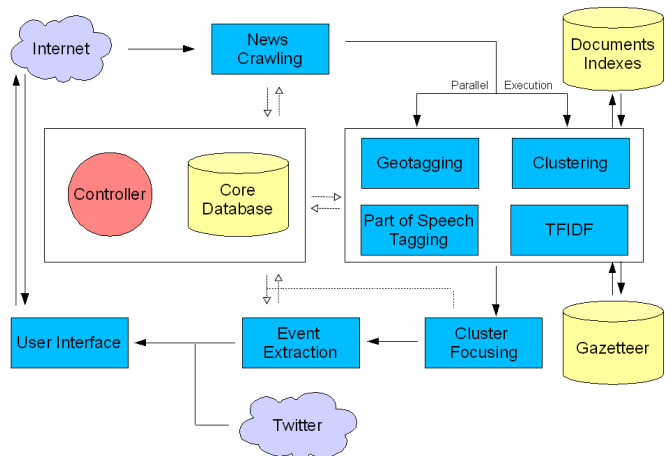 Internet
News
Crawling
Documents
Indexes
Parallel Execution
Geotagging
Clustering
Controller
Core
Database
Part of Speech
Tagging
TFIDF
User Interface
Event
Extraction
Cluster
Focusing
Gazetteer
Twitter